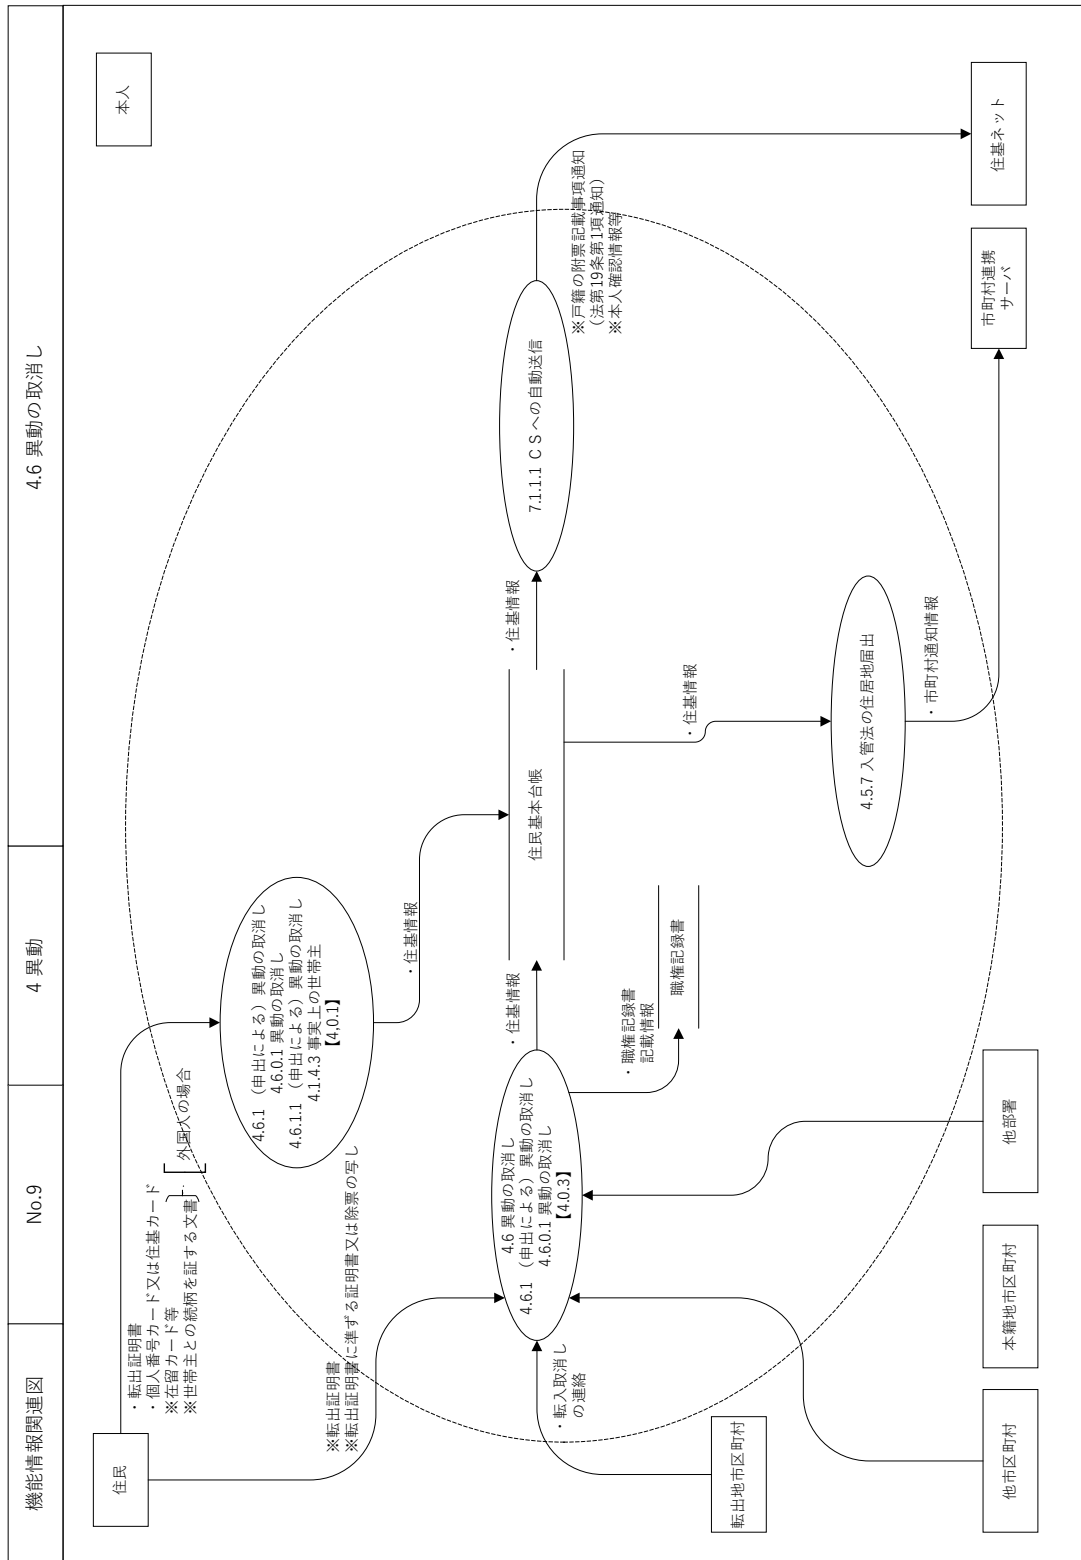 機能情報関連図
No.9
4 異動
4.6 異動の取消し
住民
本人
・転出証明書
・個人番号カード又は住基カード
※在留カード等
※世帯主との続柄を証する文書
外国人の場合
4.6.1 （申出による）異動の取消し
4.6.0.1 異動の取消し
4.6.1.1 （申出による）異動の取消し
4.1.4.3 事実上の世帯主
【4,0.1】
・住基情報
※転出証明書
※転出証明書に準ずる証明書又は除票の写し
4.6 異動の取消し
4.6.1 （申出による）異動の取消し
4.6.0.1 異動の取消し
【4.0.3】
・住基情報
住民基本台帳
・住基情報
7.1.1.1 ＣＳへの自動送信
※戸籍の附票記載事項通知
（法第19条第1項通知）
※本人確認情報等
・転入取消し
の連絡
・職権記録書
記載情報
職権記録書
・住基情報
4.5.7 入管法の住居地届出
・市町村通知情報
転出地市区町村
他市区町村
本籍地市区町村
他部署
市町村連携
サーバ
住基ネット